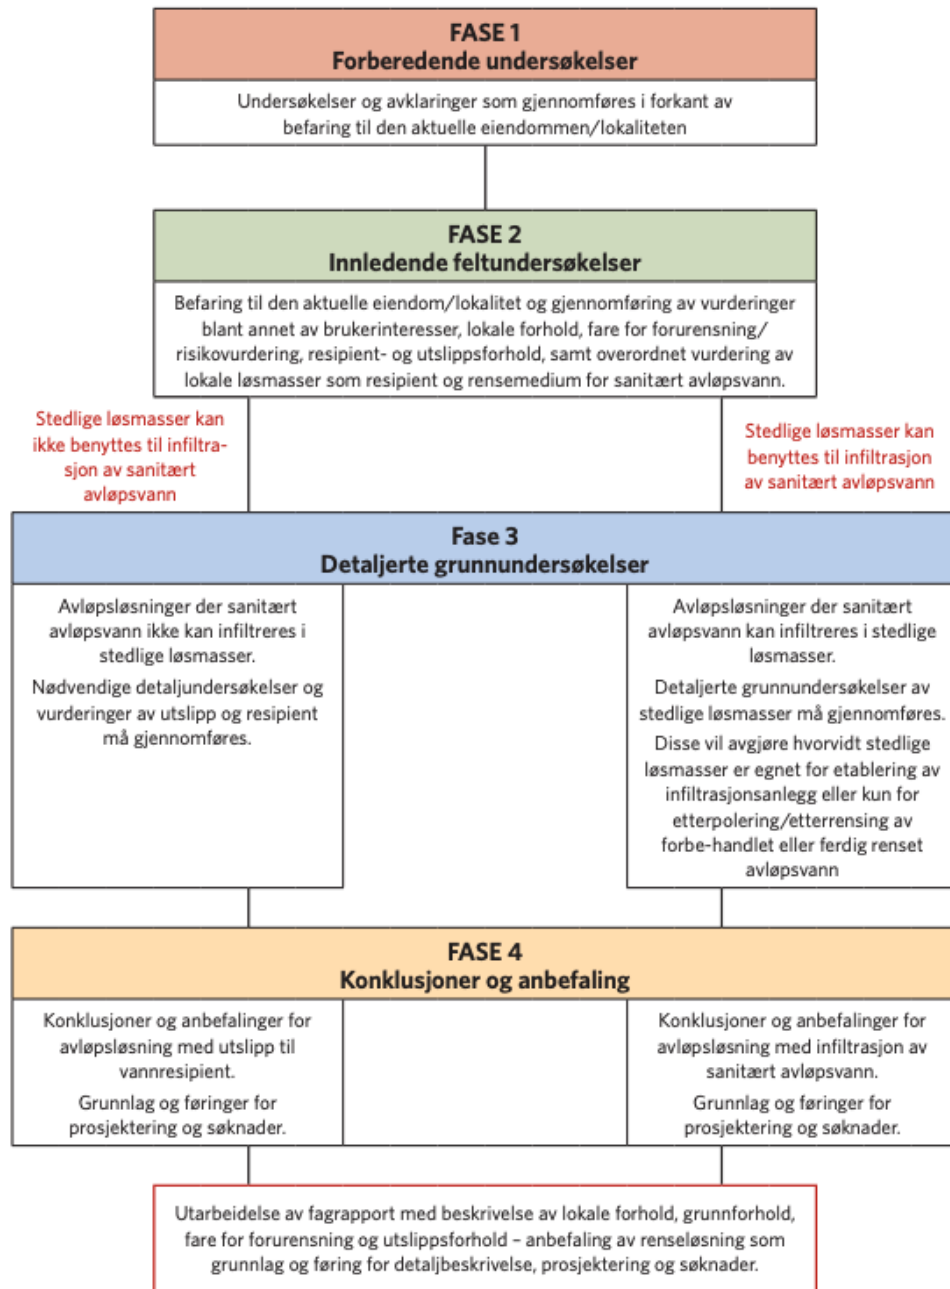 FASE 1
Forberedende undersøkelser
Undersøkelser og avklaringer som gjennomføres i forkant av
befaring til den aktuelle eiendommen/lokaliteten
FASE 2
Innledende feltundersøkelser
Befaring til den aktuelle eiendom/lokalitet og gjennomføring av vurderinger
blant annet av brukerinteresser, lokale forhold, fare for forurensning/
risikovurdering, resipient- og utslippsforhold, samt overordnet vurdering av
lokale løsmasser som resipient og rensemedium for sanitært avløpsvann.
Stedlige løsmasser kan
ikke benyttes til infiltra-
sjon av sanitært
avløpsvann
Stedlige løsmasser kan
benyttes til infiltrasjon
av sanitært avløpsvann
Fase 3
Detaljerte grunnundersøkelser
Avløpsløsninger der sanitært
avløpsvann ikke kan infiltreres i
stedlige løsmasser.
Nødvendige detaljundersøkelser og
vurderinger av utslipp og resipient
må gjennomføres.
Avløpsløsninger der sanitært
avløpsvann kan infiltreres i stedlige
løsmasser.
Detaljerte grunnundersøkelser av
stedlige løsmasser må gjennomføres.
Disse vil avgjøre hvorvidt stedlige
løsmasser er egnet for etablering av
infiltrasjonsanlegg eller kun for
etterpolering/etterrensing av
forbe-handlet eller ferdig renset
avløpsvann
FASE 4
Konklusjoner og anbefaling
Konklusjoner og anbefalinger for
avløpsløsning med utslipp til
vannresipient.
Grunnlag og føringer for
prosjektering og søknader.
Konklusjoner og anbefalinger for
avløpsløsning med infiltrasjon av
sanitært avløpsvann.
Grunnlag og føringer for
prosjektering og søknader.
Utarbeidelse av fagrapport med beskrivelse av lokale forhold, grunnforhold,
fare for forurensning og utslippsforhold – anbefaling av renseløsning som
grunnlag og føring for detaljbeskrivelse, prosjektering og søknader.